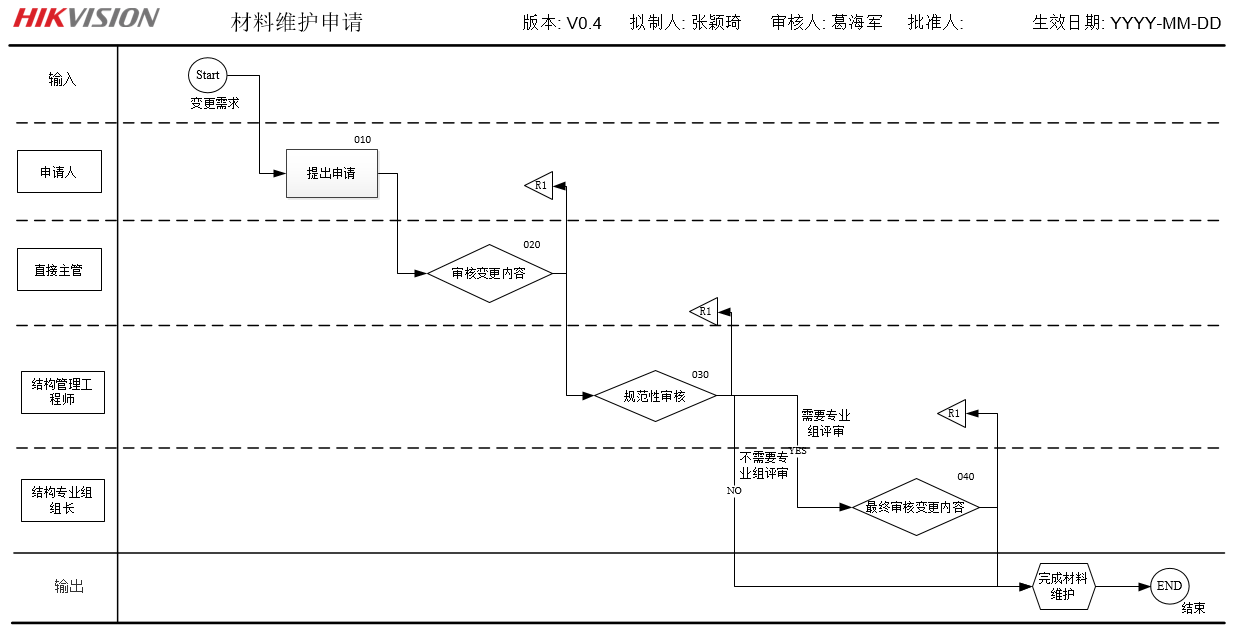 HIKVISION
材料维护申请
版本: V0.4
拟制人: 张颖琦
审核人: 葛海军
批准人:
生效日期: YYYY-MM-DD
输入
Start
变更需求
申请人
010
提出申请
R1
直接主管
020
审核变更内容
R1
结构管理工
程师
030
规范性审核
需要专业
组评审
R1
YES
不需要专
业组评审
NO
结构专业组
组长
040
最终审核变更内容
输出
完成材料
维护
END
结束